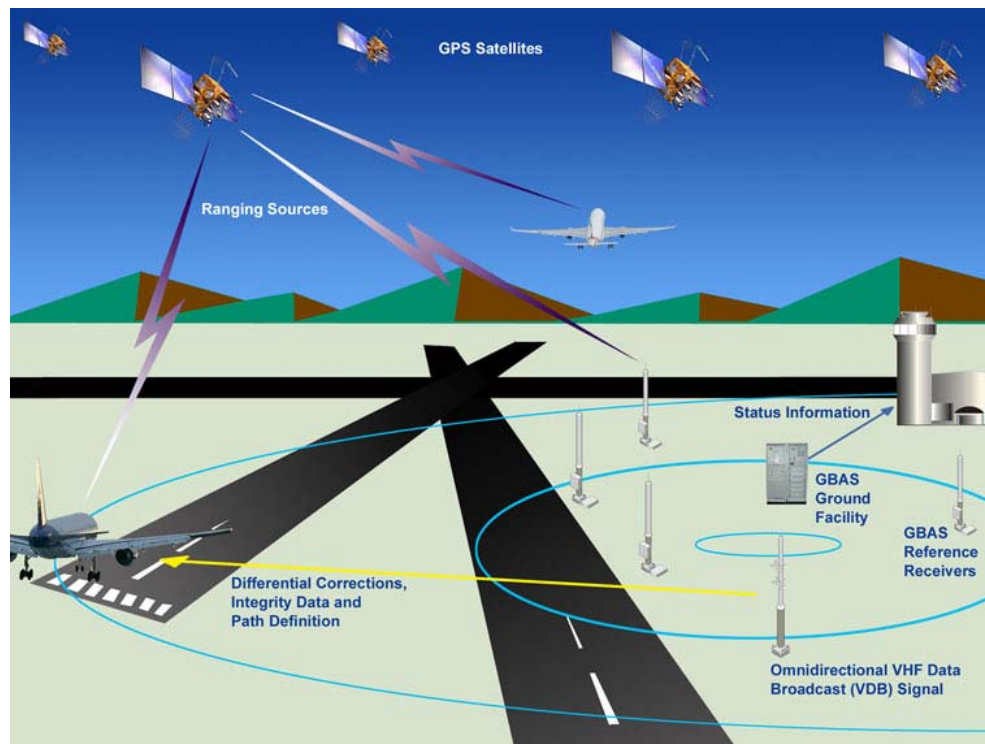 GPS Satellites
Ranging Sources
Status Information
GBAS
Ground
Facility
GBAS
Reference
Receivers
Differential Corrections,
Integrity Data and
Path Definition
Omnidirectional VHF Data
Broadcast (VDB) Signal